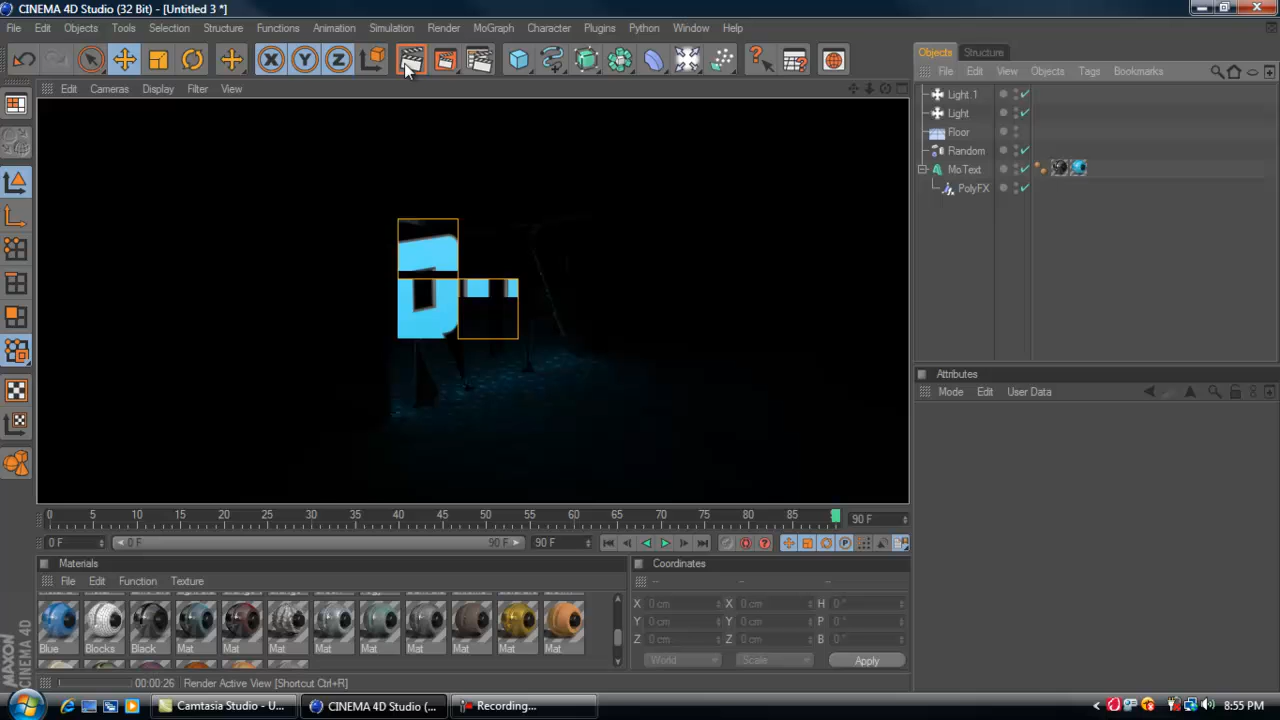 CINEMA 4D Studio (32 Bit) - [Untitled 3 *]
File Edit Objects Tools Selection Structure Functions Animation Simulation Render MoGraph Character Plugins Python Window Help
X Y Z
Objects Structure
File Edit View Objects Tags Bookmarks
Edit Cameras Display Filter View
Light.1
Light
Floor
Random
MoText
PolyFX
Attributes
Mode Edit User Data
0 5 10 15 20 25 30 35 40 45 50 55 60 65 70 75 80 85
90 F
0 F 0 F 90 F 90 F
Materials
File Edit Function Texture
Blue Blocks Black Mat Mat Mat Mat Mat Mat Mat Mat Mat
Coordinates
-- -- --
X 0 cm X 0 cm H 0 °
Y 0 cm Y 0 cm P 0 °
Z 0 cm Z 0 cm B 0 °
World Scale Apply
MAXON CINEMA 4D
00:00:26 Render Active View [Shortcut Ctrl+R]
Camtasia Studio - U... CINEMA 4D Studio (... Recording... 8:55 PM